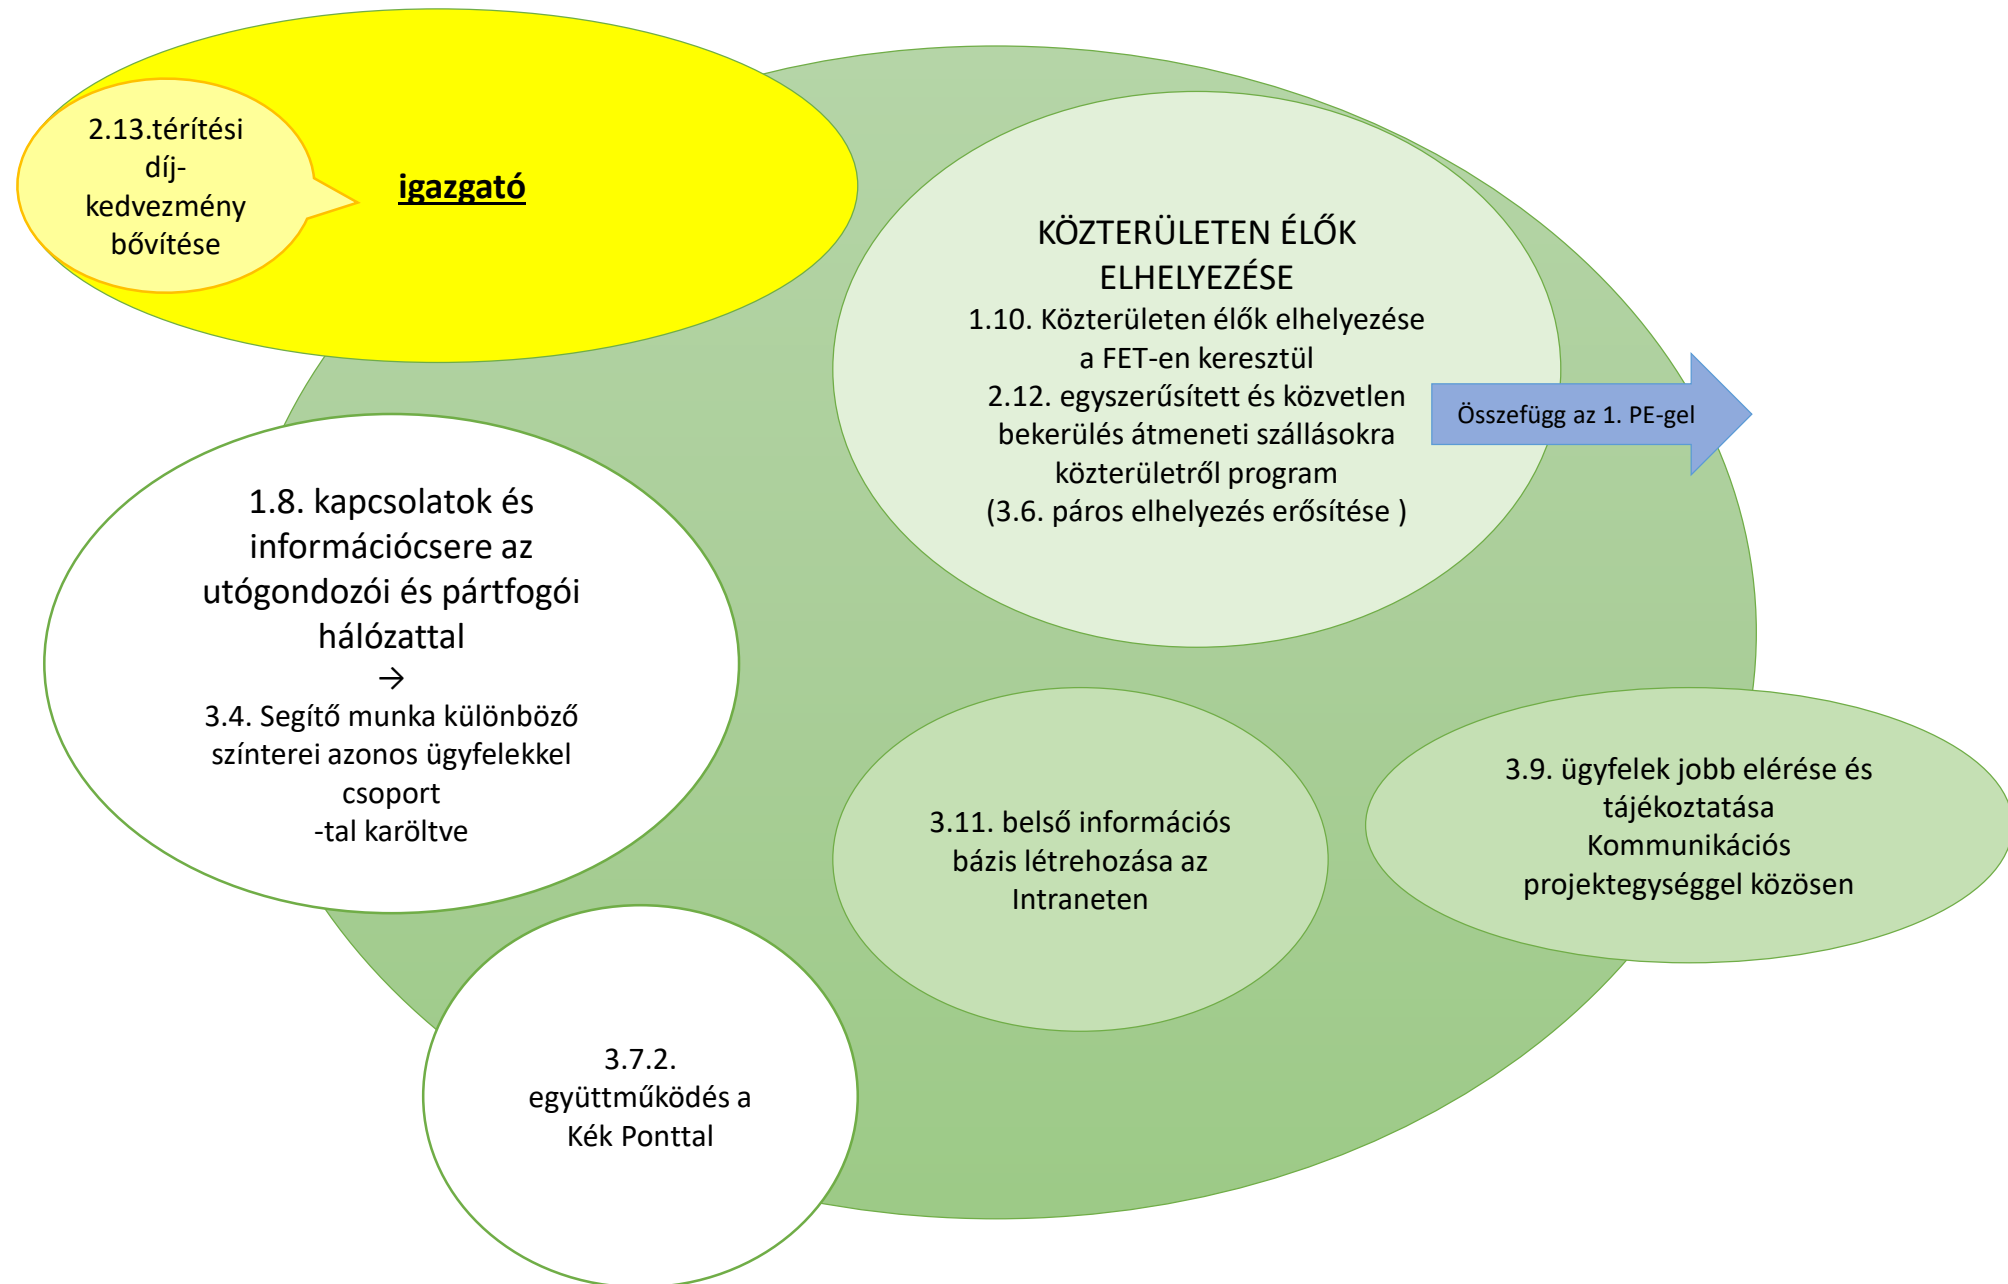 2.13.térítési
díj-
kedvezmény
bővítése
igazgató
KÖZTERÜLETEN ÉLŐK
ELHELYEZÉSE
1.10. Közterületen élők elhelyezése
a FET-en keresztül
2.12. egyszerűsített és közvetlen
bekerülés átmeneti szállásokra
közterületről program
(3.6. páros elhelyezés erősítése )
Összefügg az 1. PE-gel
1.8. kapcsolatok és
információcsere az
utógondozói és pártfogói
hálózattal
→
3.4. Segítő munka különböző
színterei azonos ügyfelekkel
csoport
-tal karöltve
3.11. belső információs
bázis létrehozása az
Intraneten
3.9. ügyfelek jobb elérése és
tájékoztatása
Kommunikációs
projektegységgel közösen
3.7.2.
együttműködés a
Kék Ponttal